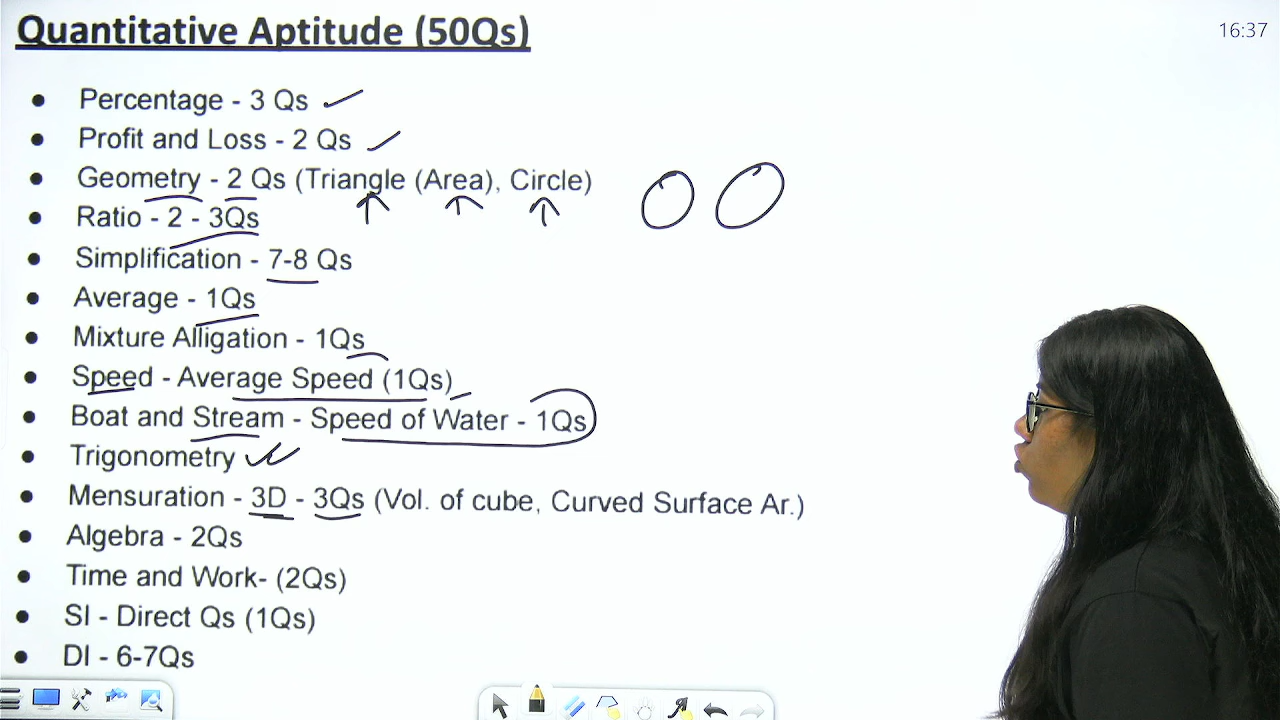 Quantitative Aptitude (50Qs)
16:37
● Percentage - 3 Qs
● Profit and Loss - 2 Qs
● Geometry - 2 Qs (Triangle (Area), Circle)
● Ratio - 2 - 3Qs
● Simplification - 7-8 Qs
● Average - 1Qs
● Mixture Alligation - 1Qs
● Speed - Average Speed (1Qs)
● Boat and Stream - Speed of Water - 1Qs
● Trigonometry
● Mensuration - 3D - 3Qs (Vol. of cube, Curved Surface Ar.)
● Algebra - 2Qs
● Time and Work- (2Qs)
● SI - Direct Qs (1Qs)
● DI - 6-7Qs